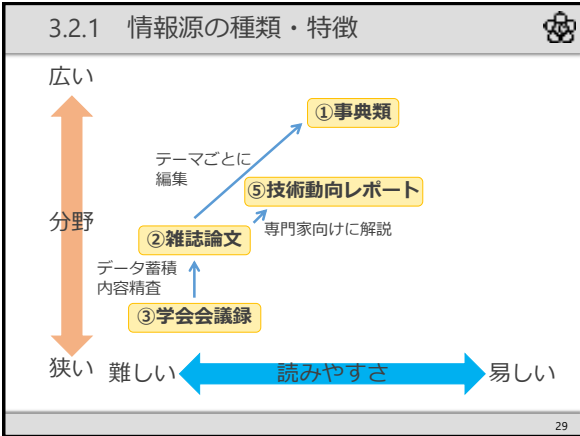 3.2.1 情報源の種類・特徴
広い
①事典類
テーマごとに
編集
⑤技術動向レポート
分野
②雑誌論文
専門家向けに解説
データ蓄積
内容精査
③学会会議録
狭い
難しい
読みやすさ
易しい
29